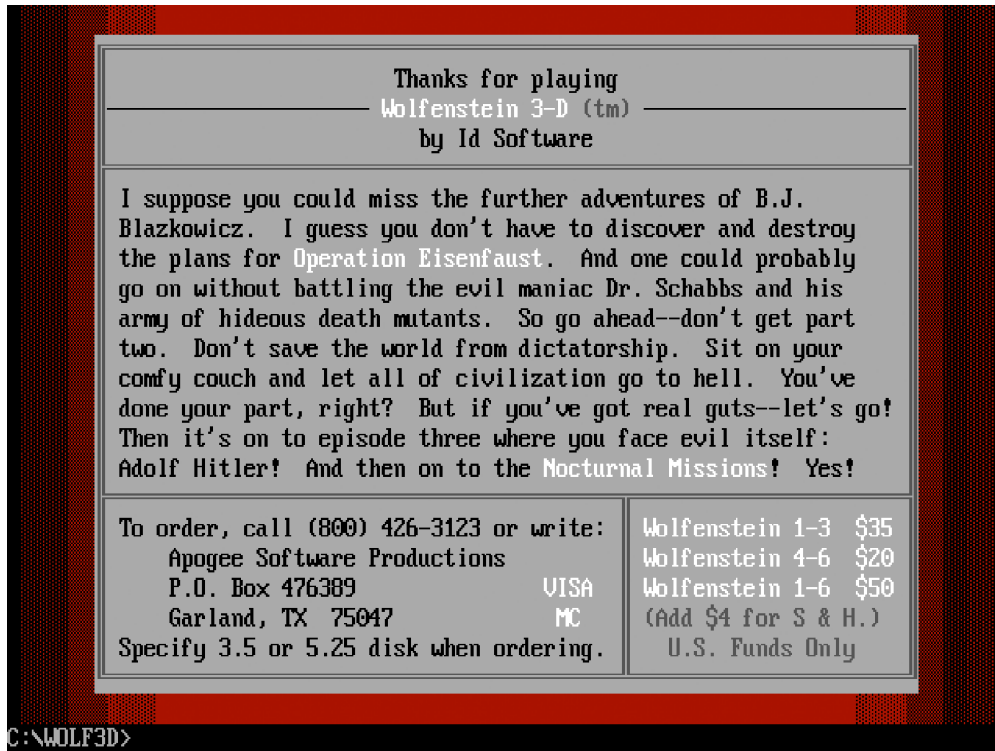 Thanks for playing
Wolfenstein 3-D (tm)
by Id Software
I suppose you could miss the further adventures of B.J.
Blazkowicz.  I guess you don't have to discover and destroy
the plans for Operation Eisenfaust.  And one could probably
go on without battling the evil maniac Dr. Schabbs and his
army of hideous death mutants.  So go ahead--don't get part
two.  Don't save the world from dictatorship.  Sit on your
comfy couch and let all of civilization go to hell.  You've
done your part, right?  But if you've got real guts--let's go!
Then it's on to episode three where you face evil itself:
Adolf Hitler!  And then on to the Nocturnal Missions!  Yes!
To order, call (800) 426-3123 or write:
Apogee Software Productions
P.O. Box 476389 VISA
Garland, TX  75047 MC
Specify 3.5 or 5.25 disk when ordering.
Wolfenstein 1-3  $35
Wolfenstein 4-6  $20
Wolfenstein 1-6  $50
(Add $4 for S & H.)
U.S. Funds Only
C:\WOLF3D>